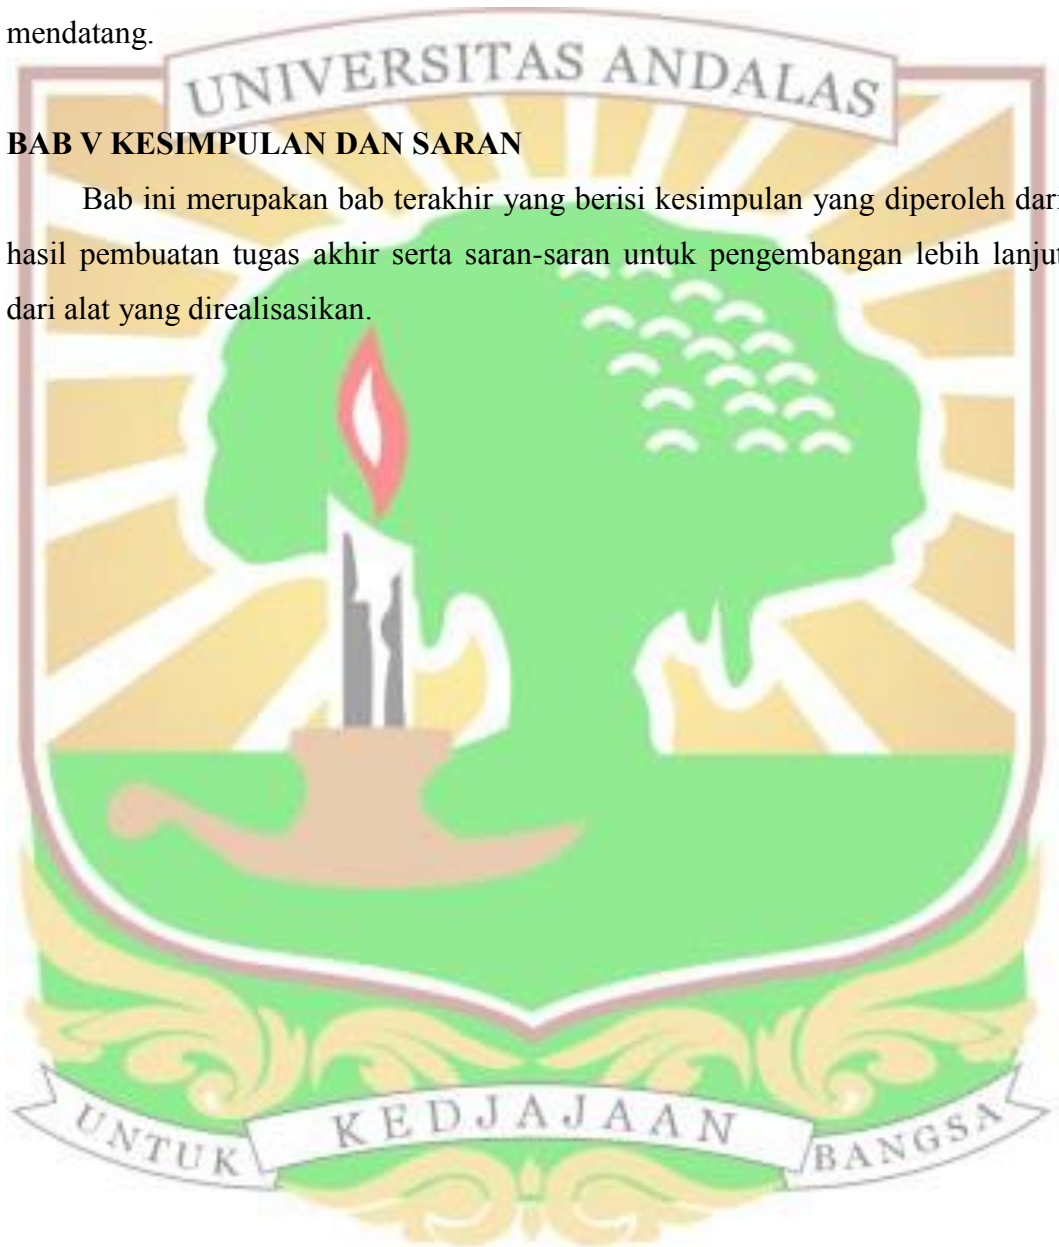 mendatang.
UNIVERSITAS ANDALAS
BAB V KESIMPULAN DAN SARAN
Bab ini merupakan bab terakhir yang berisi kesimpulan yang diperoleh dari
hasil pembuatan tugas akhir serta saran-saran untuk pengembangan lebih lanjut
dari alat yang direalisasikan.
UNTUK KEDJAJAAN BANGSA